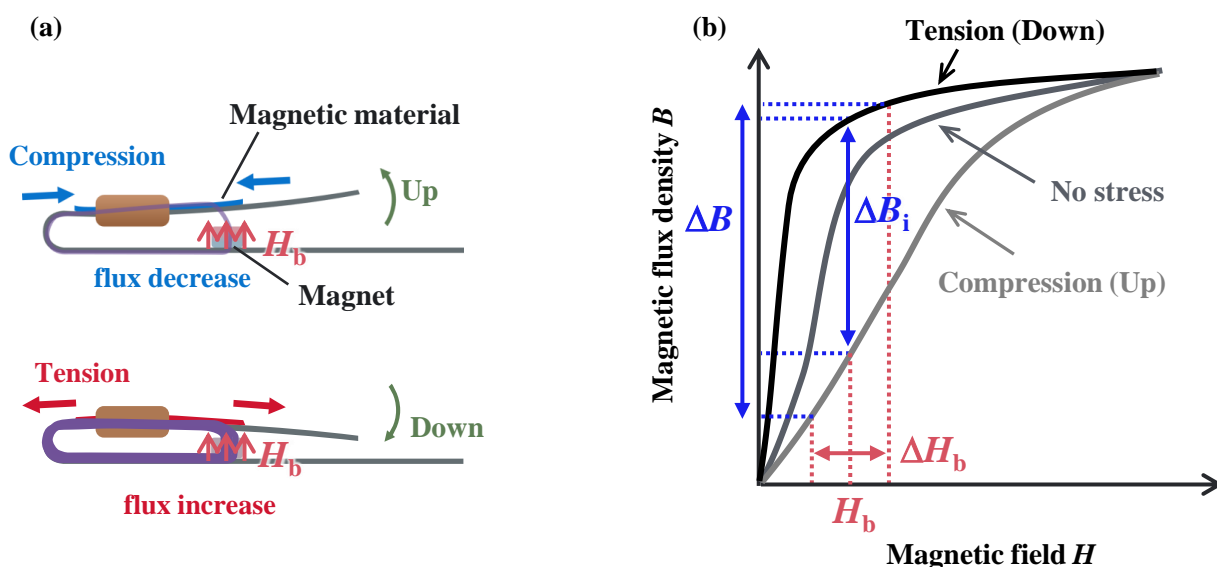 (a)
Magnetic material
Compression
Up
H_b
flux decrease
Magnet
Tension
Down
H_b
flux increase
(b)
Tension (Down)
Magnetic flux density B
ΔB
ΔB_i
No stress
Compression (Up)
ΔH_b
H_b
Magnetic field H